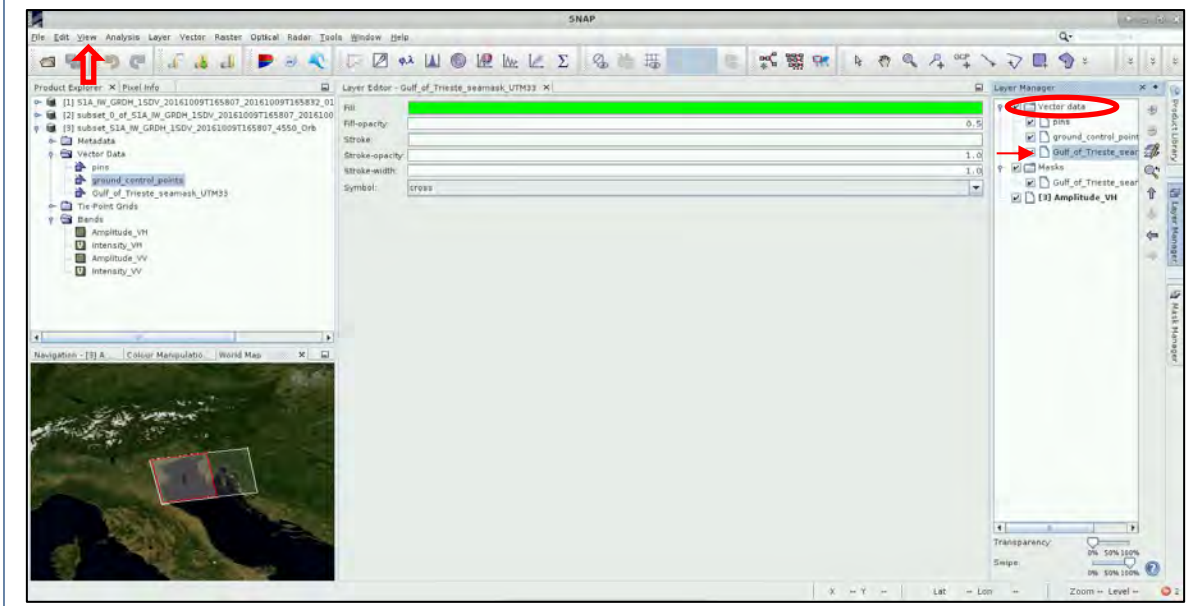 SNAP
File Edit View Analysis Layer Vector Raster Optical Radar Tools Window Help
Product Explorer Pixel Info
[1] S1A_IW_GRDH_1SDV_20161009T165807_20161009T165832_01
[2] subset_0_of_S1A_IW_GRDH_1SDV_20161009T165807_201610
[3] subset_S1A_IW_GRDH_1SDV_20161009T165807_4550_Orb
Metadata
Vector Data
pins
ground_control_points
Gulf_of_Trieste_seamask_UTM33
Tie-Point Grids
Bands
Amplitude_VH
Intensity_VH
Amplitude_VV
Intensity_VV
Navigation - [3] A... Colour Manipulatio... World Map
Layer Editor - Gulf_of_Trieste_seamask_UTM33
Fill:
Fill-opacity: 0.5
Stroke:
Stroke-opacity: 1.0
Stroke-width: 1.0
Symbol: cross
Layer Manager
Vector data
pins
ground_control_point
Gulf_of_Trieste_sear
Masks
Gulf_of_Trieste_sear
[3] Amplitude_VH
Transparency:
0% 50% 100%
Swipe:
0% 50% 100%
Product Library
Layer Manager
Mask Manager
X -- Y -- Lat -- Lon -- Zoom -- Level -- 2